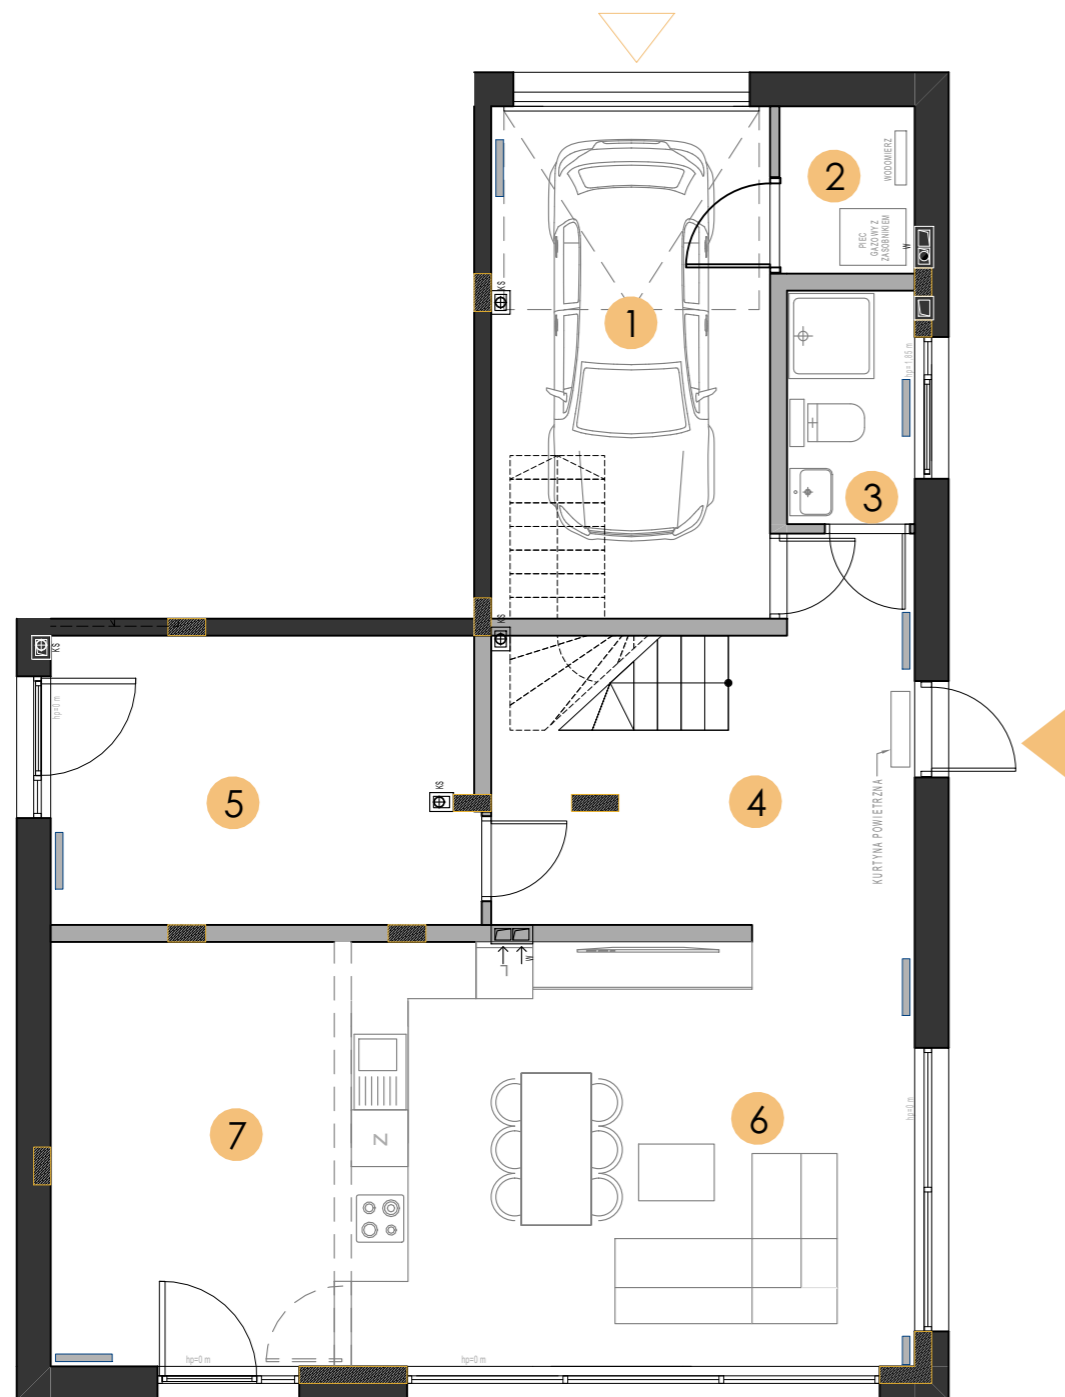 2
WODOMIERZ
PIEC
GAZOWY Z
ZASOBNIKIEM
W
KS
1
hp=1,85 m
3
KS
KS
hp=0 m
KS
5
4
KURTYNA POWIETRZNA
W
hp=0 m
6
7
Z
hp=0 m
hp=0 m